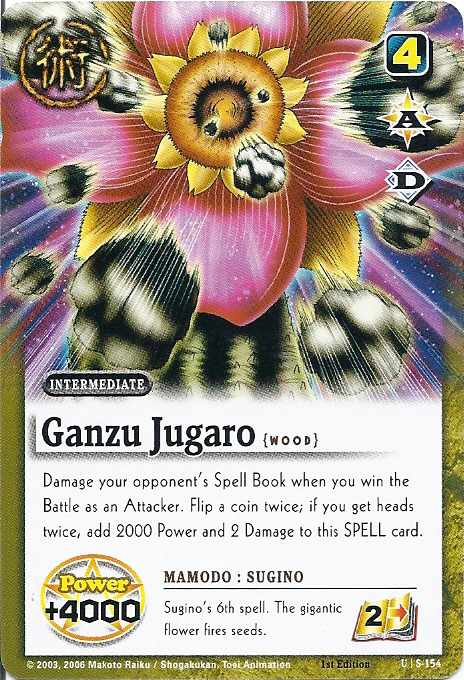 術
4
A
D
INTERMEDIATE
Ganzu Jugaro {WOOD}
Damage your opponent's Spell Book when you win the
Battle as an Attacker. Flip a coin twice; if you get heads
twice, add 2000 Power and 2 Damage to this SPELL card.
Power
+4000
MAMODO : SUGINO
Sugino's 6th spell. The gigantic
flower fires seeds.
2
© 2003, 2006 Makoto Raiku / Shogakukan, Toei Animation
1st Edition
U | S-154